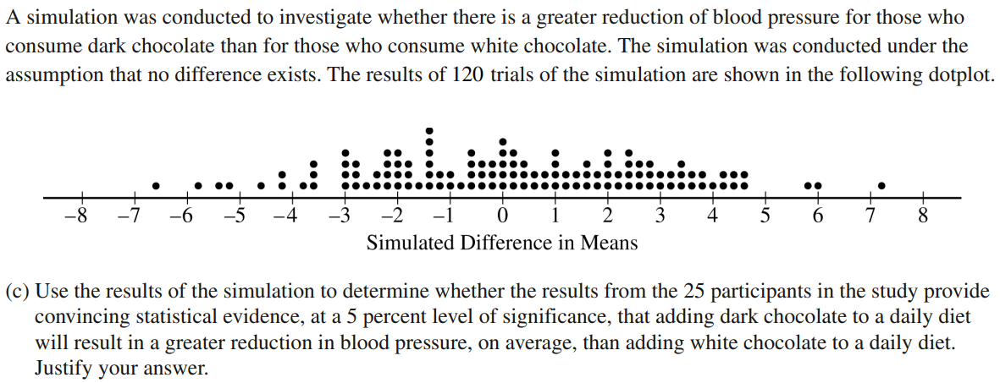 A simulation was conducted to investigate whether there is a greater reduction of blood pressure for those who
consume dark chocolate than for those who consume white chocolate. The simulation was conducted under the
assumption that no difference exists. The results of 120 trials of the simulation are shown in the following dotplot.
−8 −7 −6 −5 −4 −3 −2 −1 0 1 2 3 4 5 6 7 8
Simulated Difference in Means
(c) Use the results of the simulation to determine whether the results from the 25 participants in the study provide
convincing statistical evidence, at a 5 percent level of significance, that adding dark chocolate to a daily diet
will result in a greater reduction in blood pressure, on average, than adding white chocolate to a daily diet.
Justify your answer.